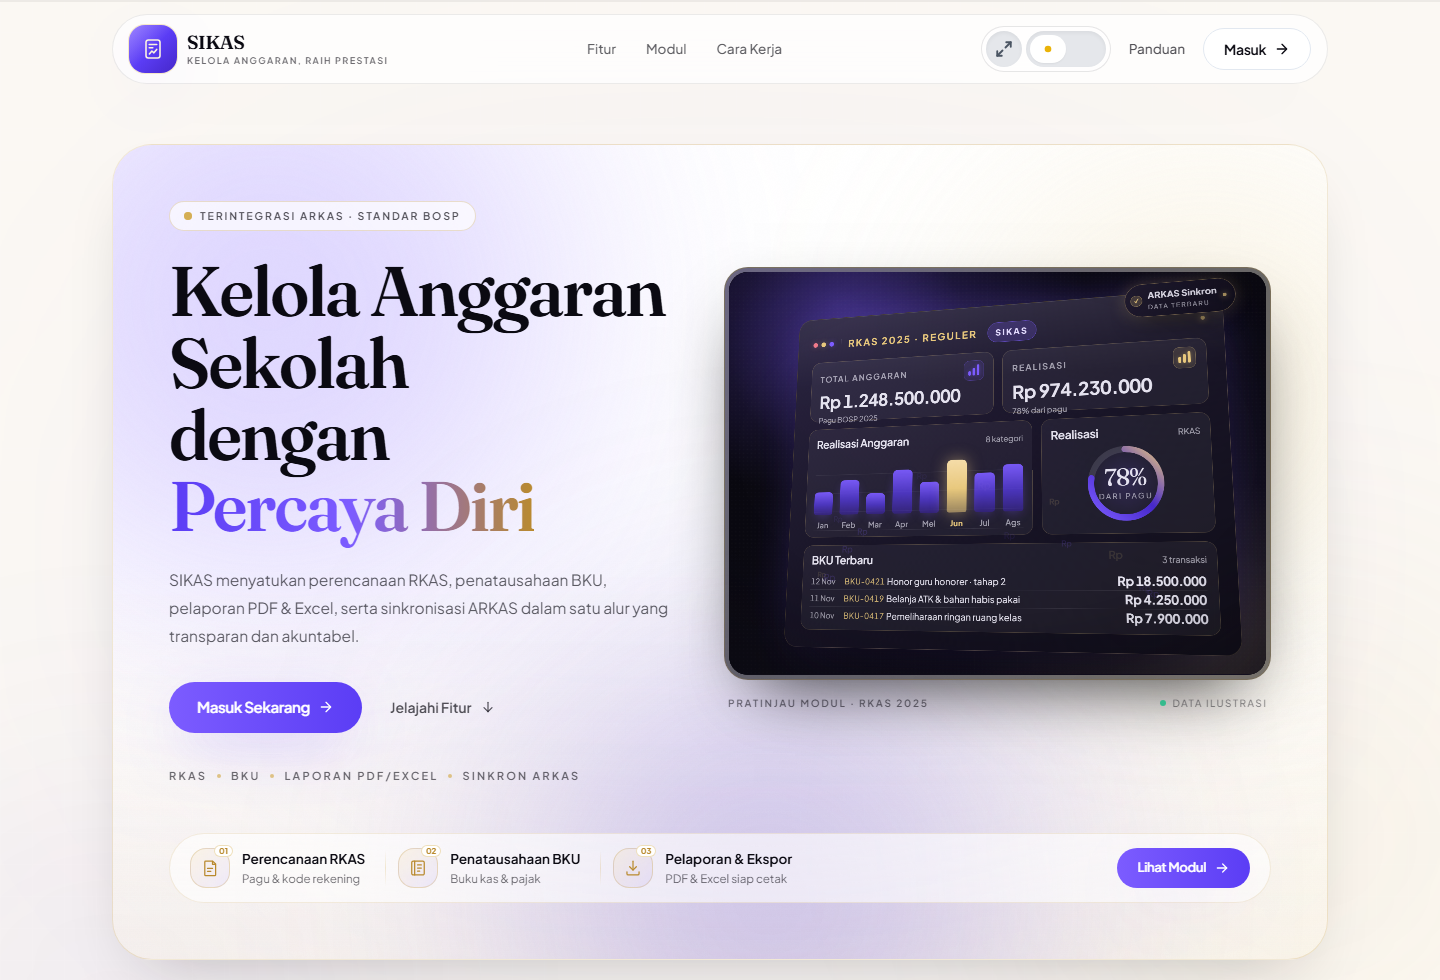 SIKAS
KELOLA ANGGARAN, RAIH PRESTASI
Fitur
Modul
Cara Kerja
Panduan
Masuk
TERINTEGRASI ARKAS · STANDAR BOSP
Kelola Anggaran
Sekolah
dengan
Percaya Diri
SIKAS menyatukan perencanaan RKAS, penatausahaan BKU,
pelaporan PDF & Excel, serta sinkronisasi ARKAS dalam satu alur yang
transparan dan akuntabel.
Masuk Sekarang
Jelajahi Fitur
RKAS • BKU • LAPORAN PDF/EXCEL • SINKRON ARKAS
ARKAS Sinkron
DATA TERBARU
RKAS 2025 · REGULER
SIKAS
TOTAL ANGGARAN
Rp 1.248.500.000
Pagu BOSP 2025
REALISASI
Rp 974.230.000
78% dari pagu
Realisasi Anggaran
8 kategori
Jan Feb Mar Apr Mei Jun Jul Ags
Realisasi
RKAS
78%
DARI PAGU
Rp
Rp
Rp
Rp
Rp
BKU Terbaru
3 transaksi
12 Nov BKU-0421 Honor guru honorer · tahap 2 Rp 18.500.000
11 Nov BKU-0419 Belanja ATK & bahan habis pakai Rp 4.250.000
10 Nov BKU-0417 Pemeliharaan ringan ruang kelas Rp 7.900.000
PRATINJAU MODUL · RKAS 2025
DATA ILUSTRASI
01
Perencanaan RKAS
Pagu & kode rekening
02
Penatausahaan BKU
Buku kas & pajak
03
Pelaporan & Ekspor
PDF & Excel siap cetak
Lihat Modul